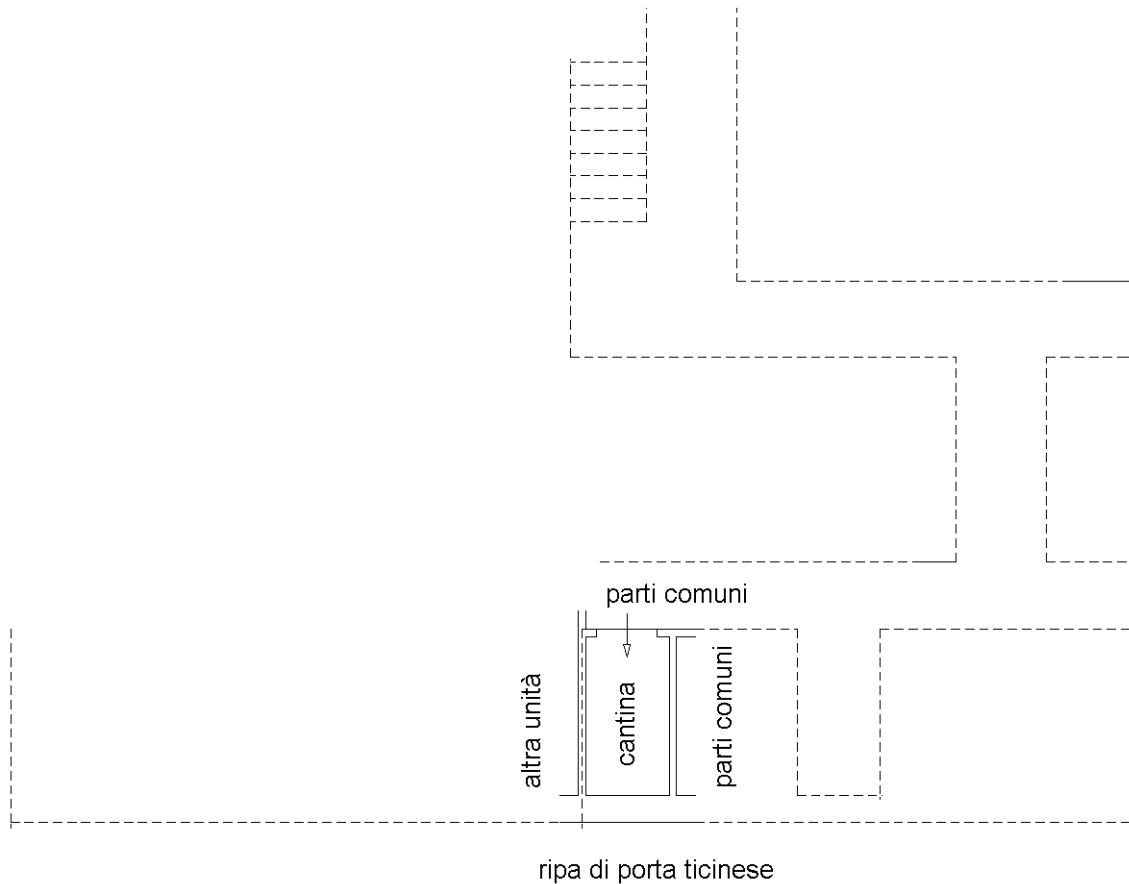 parti comuni
altra unità
cantina
parti comuni
ripa di porta ticinese